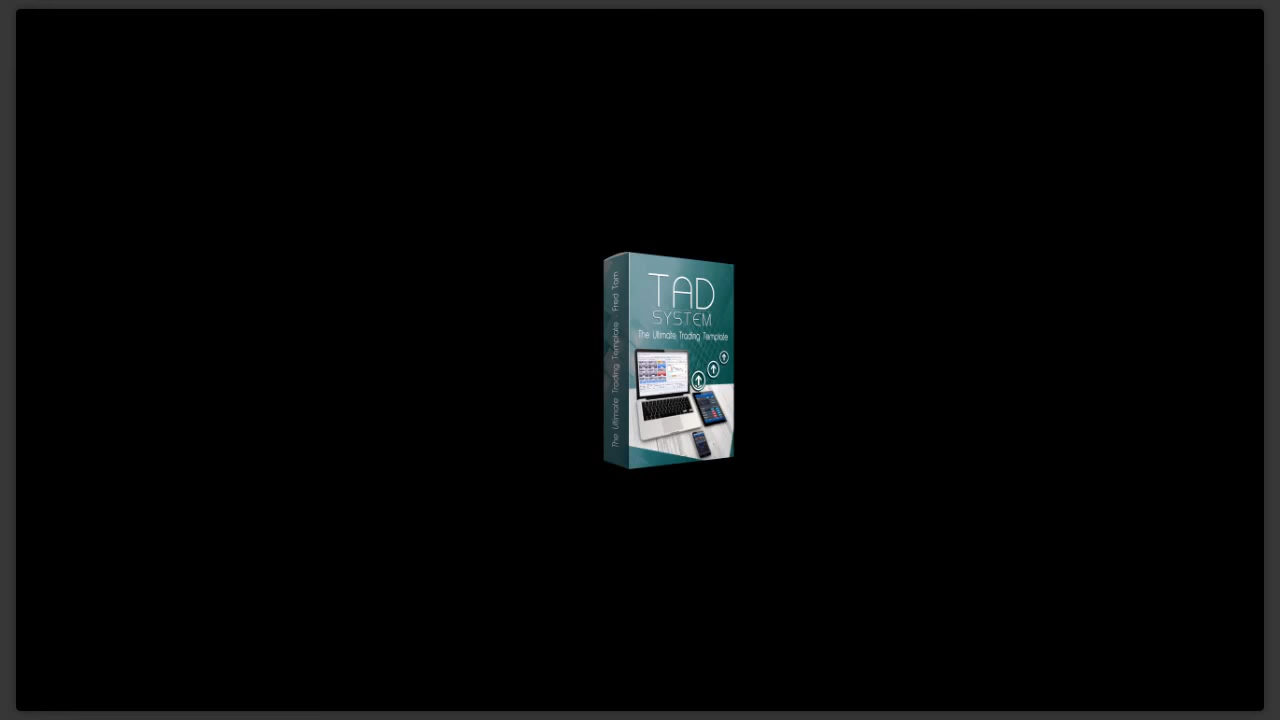 TAD
SYSTEM
The Ultimate Trading Template
The Ultimate Trading Template Fred Tam